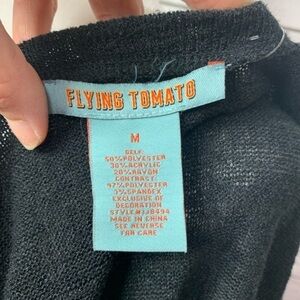 FLYING TOMATO
M
SELF:
50%POLYESTER
30%ACRYLIC
20%RAYON
CONTRAST:
97%POLYESTER
3%SPANDEX
EXCLUSIVE OF
DECORATION
MADE IN CHINA
SEE REVERSE
FAR CARE